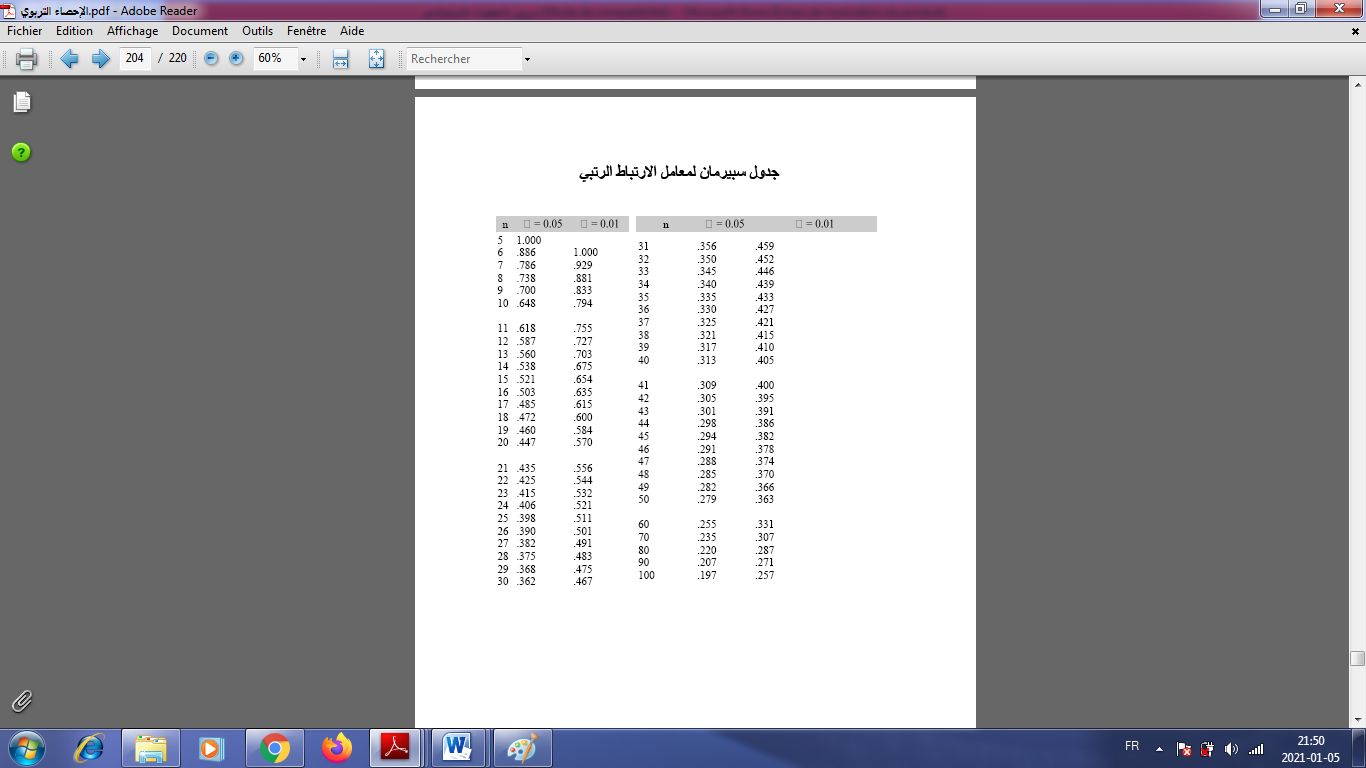 الإحصاء التربوي.pdf - Adobe Reader
Fichier Edition Affichage Document Outils Fenêtre Aide
204 / 220 60% Rechercher
جدول سبيرمان لمعامل الارتباط الرتبي
n □ = 0.05 □ = 0.01 n □ = 0.05 □ = 0.01
5 1.000
6 .886 1.000
7 .786 .929
8 .738 .881
9 .700 .833
10 .648 .794
11 .618 .755
12 .587 .727
13 .560 .703
14 .538 .675
15 .521 .654
16 .503 .635
17 .485 .615
18 .472 .600
19 .460 .584
20 .447 .570
21 .435 .556
22 .425 .544
23 .415 .532
24 .406 .521
25 .398 .511
26 .390 .501
27 .382 .491
28 .375 .483
29 .368 .475
30 .362 .467
31 .356 .459
32 .350 .452
33 .345 .446
34 .340 .439
35 .335 .433
36 .330 .427
37 .325 .421
38 .321 .415
39 .317 .410
40 .313 .405
41 .309 .400
42 .305 .395
43 .301 .391
44 .298 .386
45 .294 .382
46 .291 .378
47 .288 .374
48 .285 .370
49 .282 .366
50 .279 .363
60 .255 .331
70 .235 .307
80 .220 .287
90 .207 .271
100 .197 .257
FR 21:50
2021-01-05